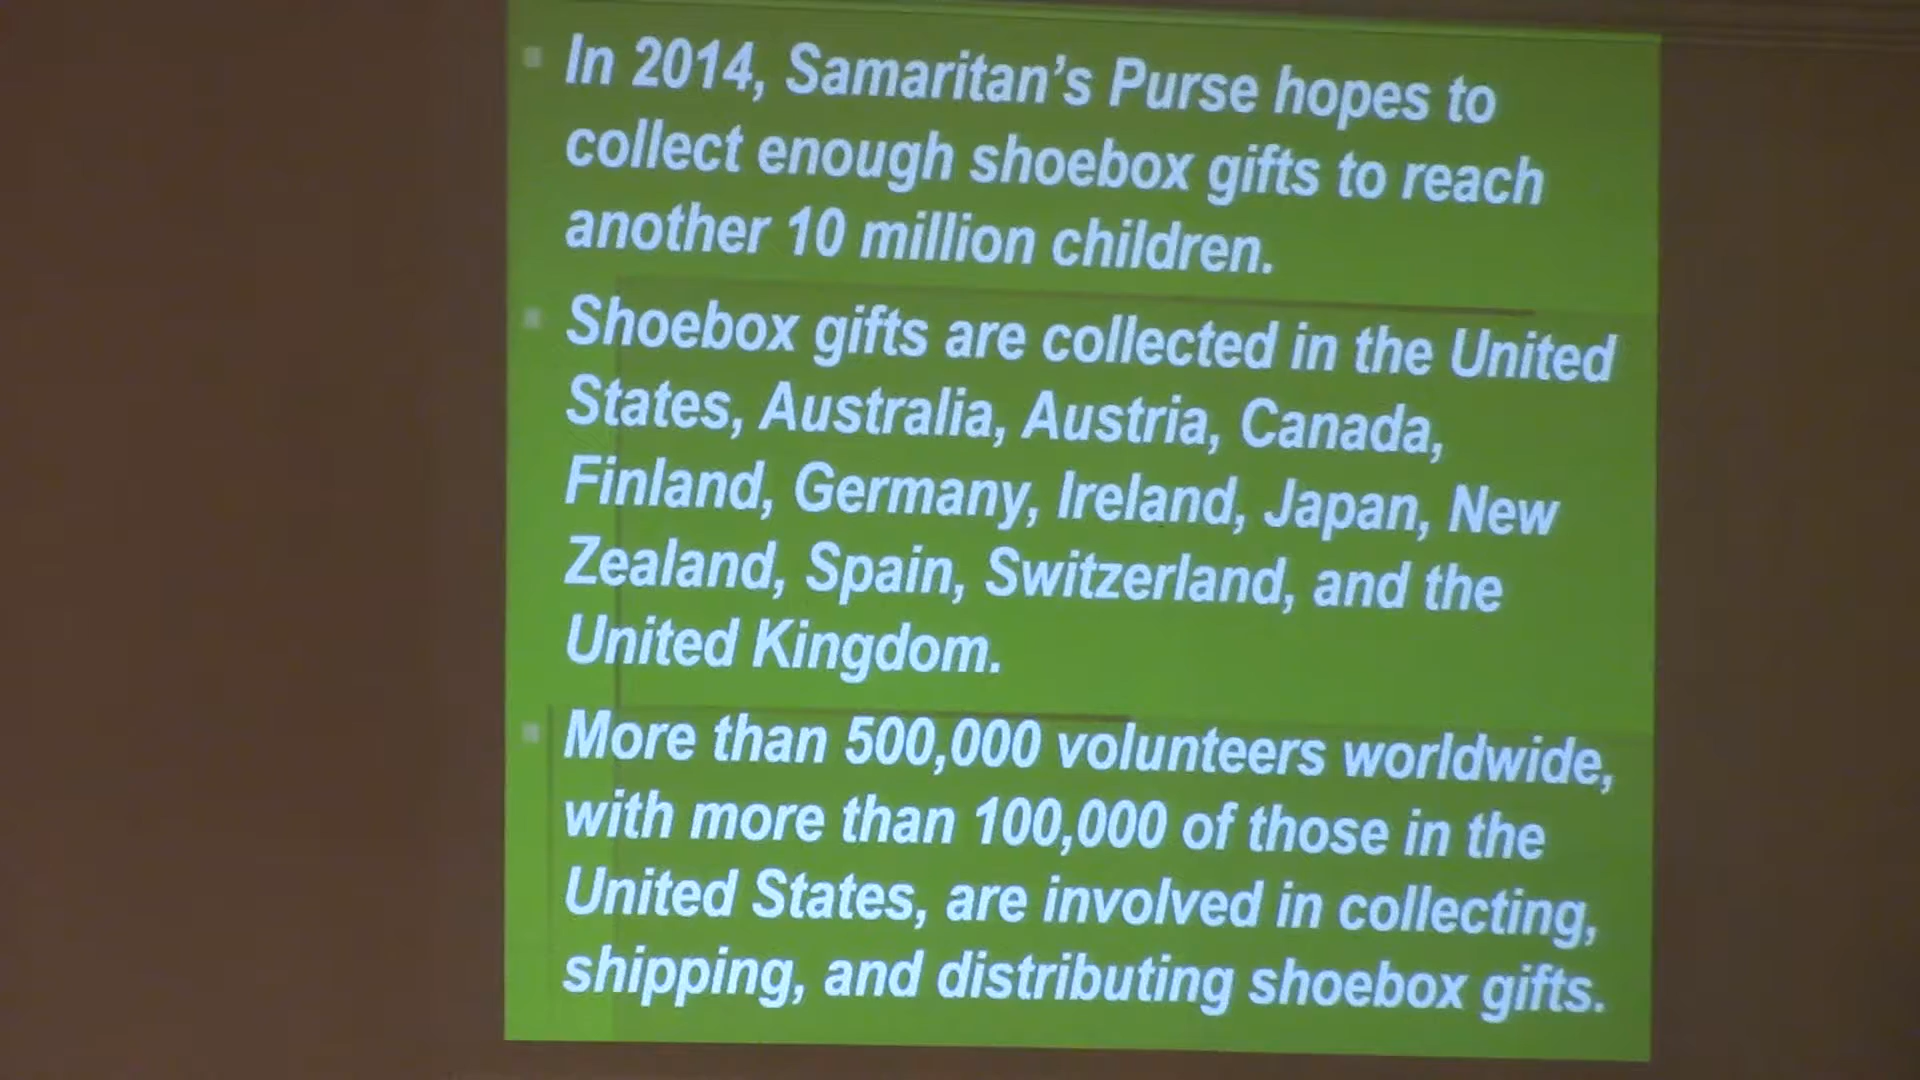 In 2014, Samaritan's Purse hopes to
collect enough shoebox gifts to reach
another 10 million children.
Shoebox gifts are collected in the United
States, Australia, Austria, Canada,
Finland, Germany, Ireland, Japan, New
Zealand, Spain, Switzerland, and the
United Kingdom.
More than 500,000 volunteers worldwide,
with more than 100,000 of those in the
United States, are involved in collecting,
shipping, and distributing shoebox gifts.